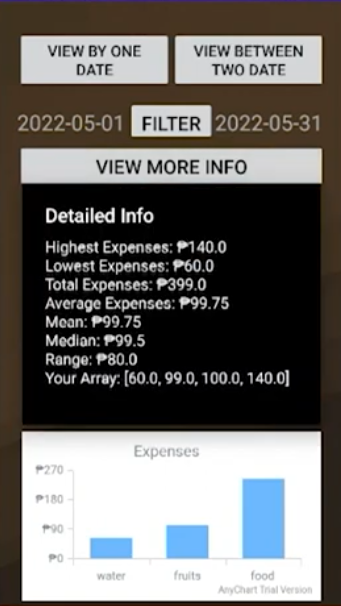 VIEW BY ONE
DATE
VIEW BETWEEN
TWO DATE
2022-05-01 FILTER 2022-05-31
VIEW MORE INFO
Detailed Info
Highest Expenses: ₱140.0
Lowest Expenses: ₱60.0
Total Expenses: ₱399.0
Average Expenses: ₱99.75
Mean: ₱99.75
Median: ₱99.5
Range: ₱80.0
Your Array: [60.0, 99.0, 100.0, 140.0]
Expenses
₱270
₱180
₱90
₱0
water fruits food
AnyChart Trial Version